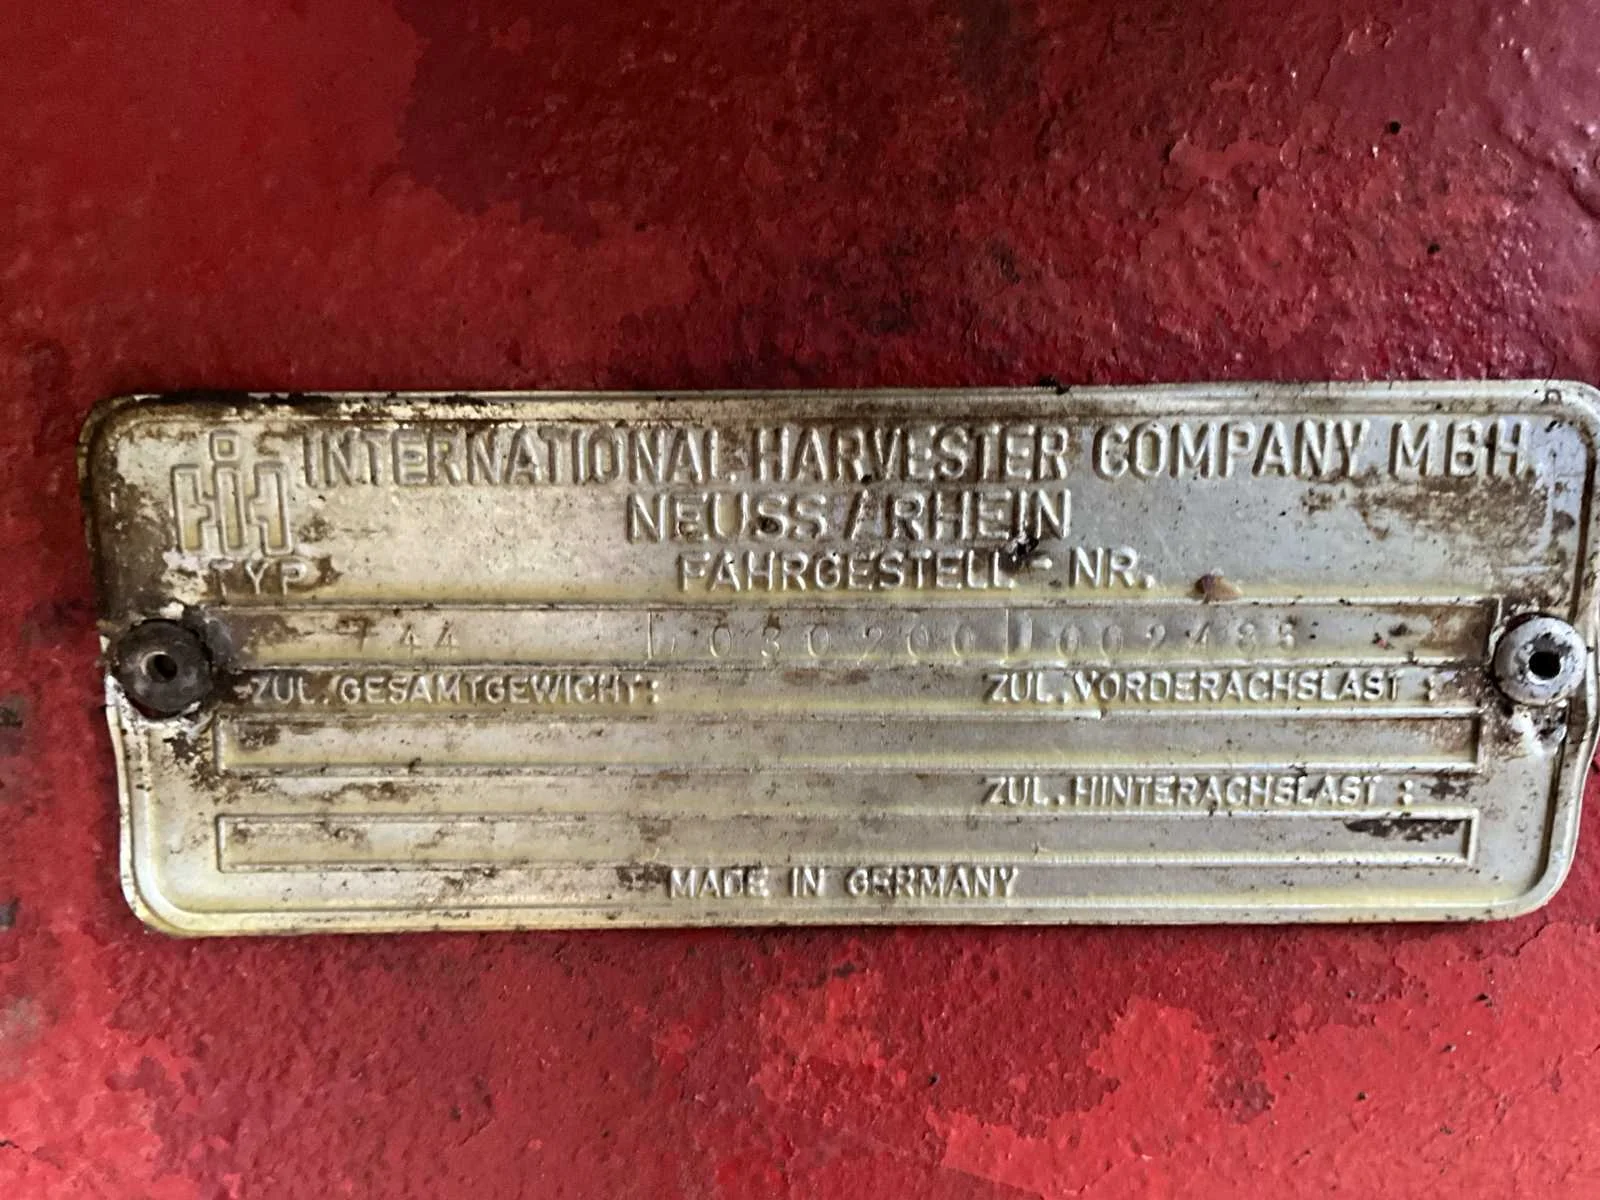 INTERNATIONAL HARVESTER COMPANY MBH.
NEUSS/RHEIN
TYP FAHRGESTELL-NR.
744 D030200D002485
ZUL. GESAMTGEWICHT: ZUL. VORDERACHSLAST:
ZUL. HINTERACHSLAST:
MADE IN GERMANY